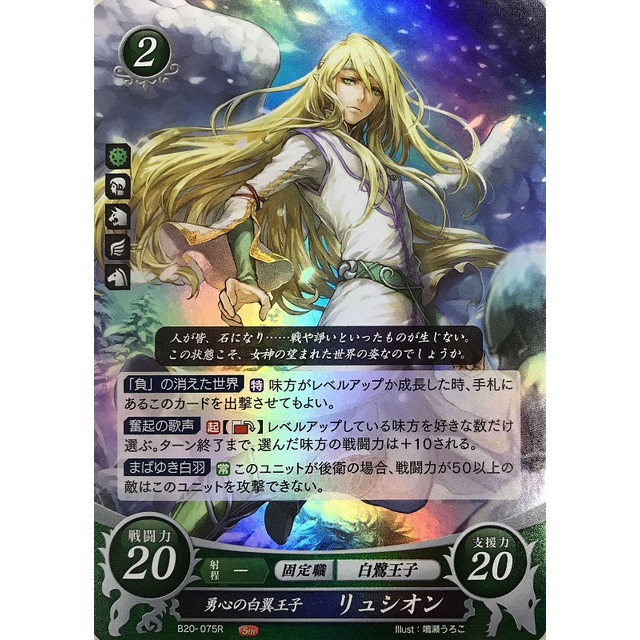 2
人が皆、石になり……戦や諍いといったものが生じない。
この状態こそ、女神の望まれた世界の姿なのでしょうか。
「負」の消えた世界 特 味方がレベルアップか成長した時、手札に
あるこのカードを出撃させてもよい。
奮起の歌声 起【 】レベルアップしている味方を好きな数だけ
選ぶ。ターン終了まで、選んだ味方の戦闘力は+10される。
まばゆき白羽 常 このユニットが後衛の場合、戦闘力が50以上の
敵はこのユニットを攻撃できない。
戦闘力 20
射程 — 固定職 白鷺王子
支援力 20
勇心の白翼王子 リュシオン
B20-075R 5th Illust:鳴瀬うろこ